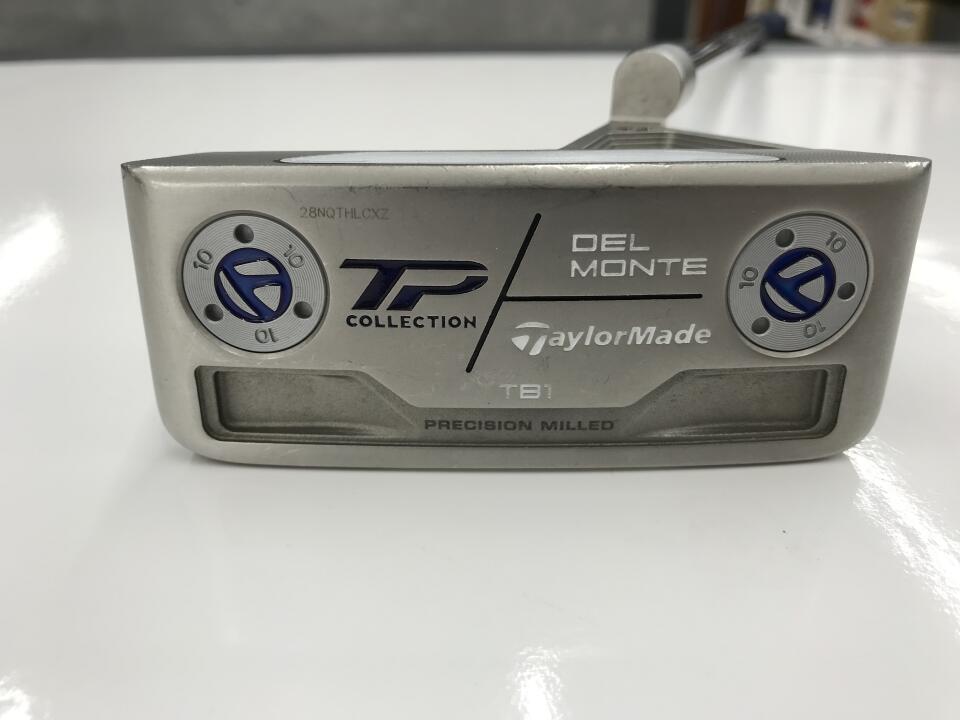 28NQTHLCXZ
10
10
10
TP
COLLECTION
DEL
MONTE
TaylorMade
10
10
10
TB1
PRECISION MILLED